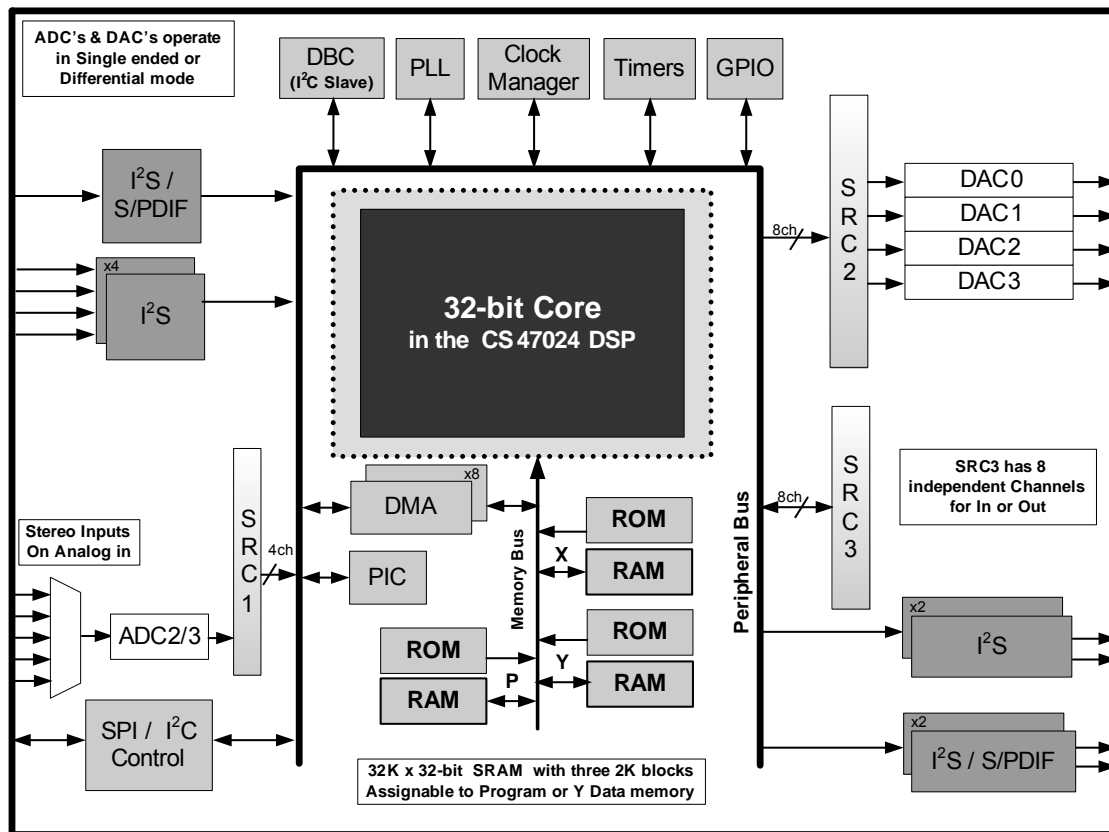 ADC's & DAC's operate
in Single ended or
Differential mode
DBC
(I²C Slave)
PLL
Clock
Manager
Timers
GPIO
I²S /
S/PDIF
x4
I²S
32-bit Core
in the CS47024 DSP
8ch
SRC2
DAC0
DAC1
DAC2
DAC3
SRC3 has 8
independent Channels
for In or Out
8ch
SRC3
Peripheral Bus
Stereo Inputs
On Analog in
ADC2/3
SRC1
4ch
x8
DMA
PIC
Memory Bus
ROM
X
RAM
ROM
Y
RAM
ROM
P
RAM
x2
I²S
x2
I²S / S/PDIF
SPI / I²C
Control
32K x 32-bit SRAM with three 2K blocks
Assignable to Program or Y Data memory